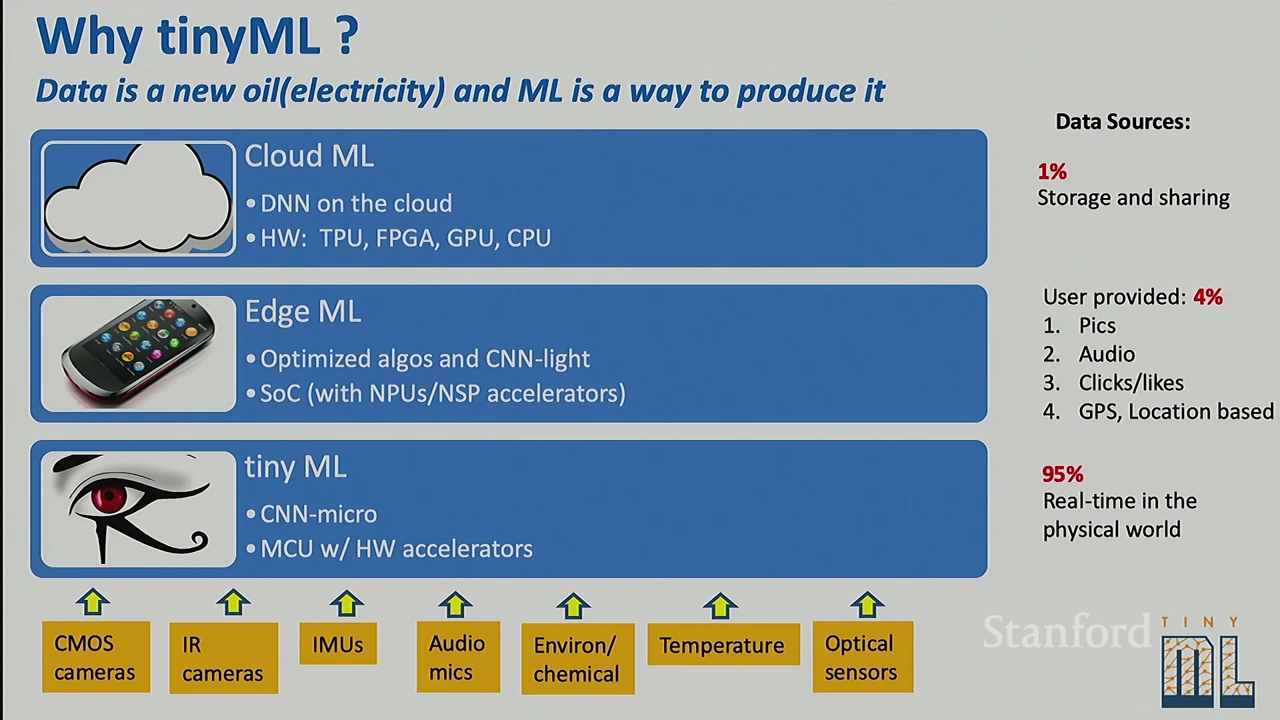 Why tinyML ?
Data is a new oil(electricity) and ML is a way to produce it
Cloud ML
• DNN on the cloud
• HW: TPU, FPGA, GPU, CPU
Edge ML
• Optimized algos and CNN-light
• SoC (with NPUs/NSP accelerators)
tiny ML
• CNN-micro
• MCU w/ HW accelerators
Data Sources:
1%
Storage and sharing
User provided: 4%
1. Pics
2. Audio
3. Clicks/likes
4. GPS, Location based
95%
Real-time in the
physical world
CMOS
cameras
IR
cameras
IMUs
Audio
mics
Environ/
chemical
Temperature
Optical
sensors
Stanford
TINY
ML